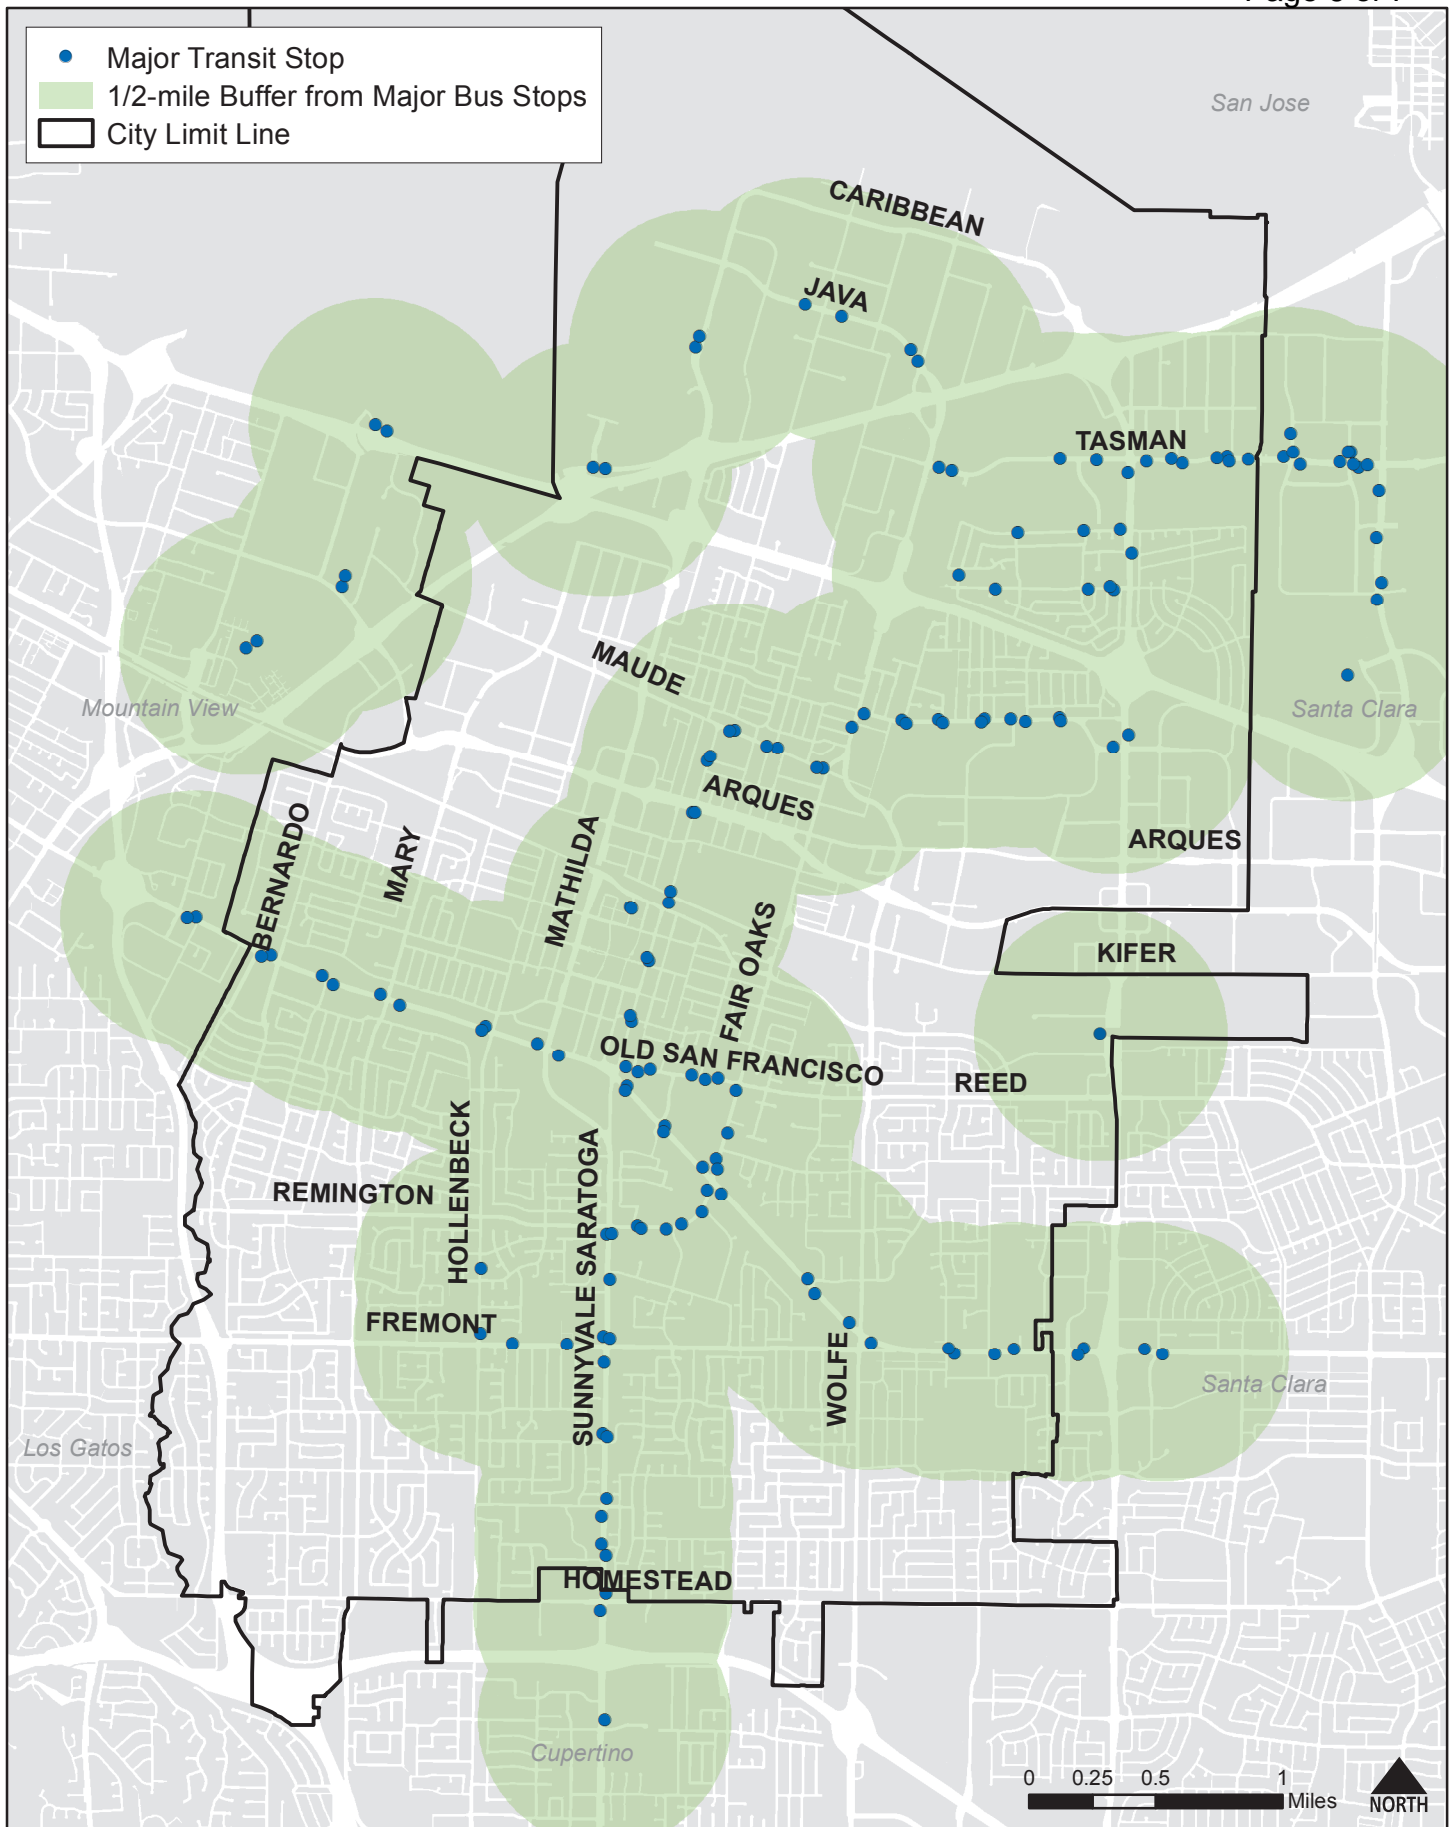 Major Transit Stop
1/2-mile Buffer from Major Bus Stops
City Limit Line
San Jose
CARIBBEAN
JAVA
TASMAN
MAUDE
Mountain View
Santa Clara
ARQUES
ARQUES
BERNARDO
MARY
MATHILDA
FAIR OAKS
KIFER
OLD SAN FRANCISCO
REED
HOLLENBECK
SUNNYVALE SARATOGA
REMINGTON
FREMONT
WOLFE
Santa Clara
Los Gatos
HOMESTEAD
Cupertino
0 0.25 0.5 1
Miles
NORTH